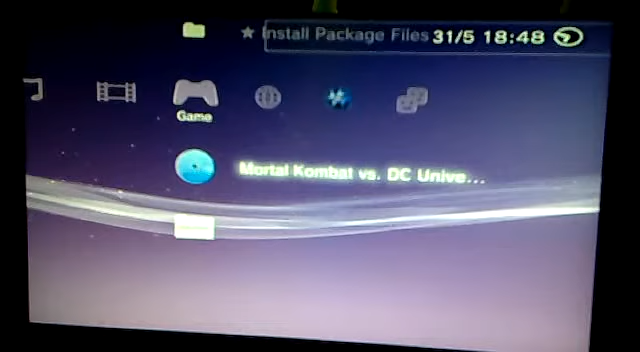 ★ Install Package Files 31/5 18:48
Game
Mortal Kombat vs. DC Unive...